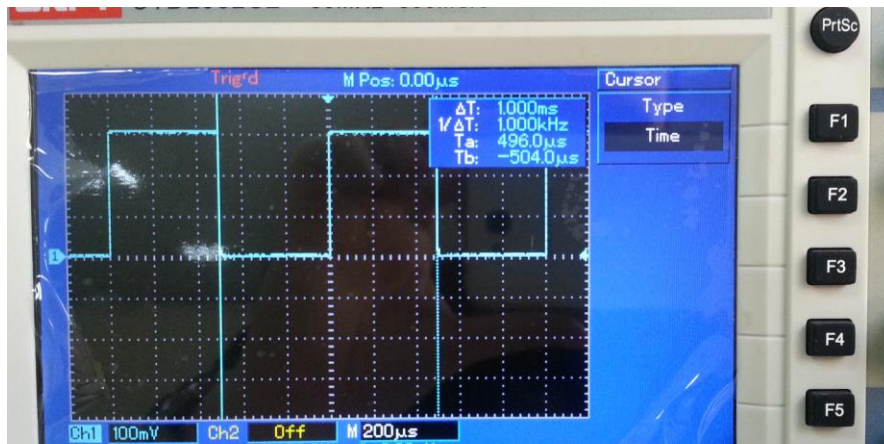 PrtSc
Trig'd M Pos: 0.00μs Cursor
ΔT: 1.000ms
1/ΔT: 1.000kHz
Ta: 496.0μs
Tb: -504.0μs
Type
Time
F1
F2
F3
F4
F5
1
Ch1 100mV Ch2 Off M 200μs